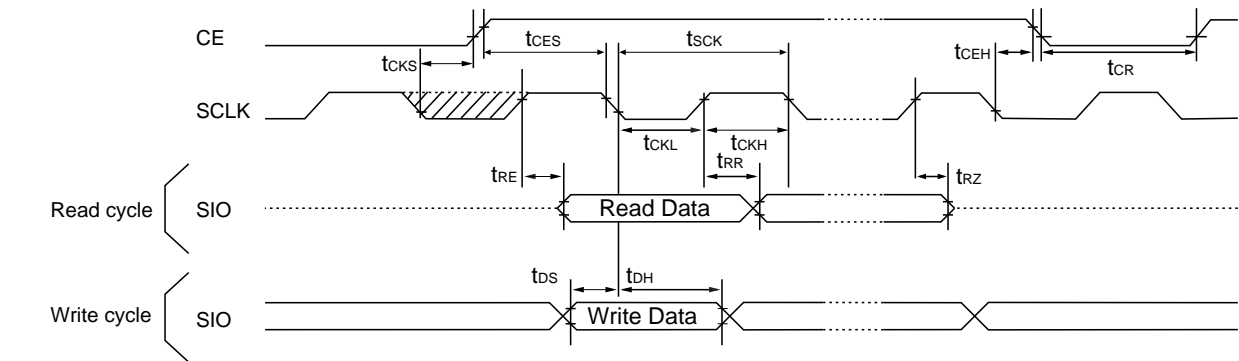 CE
tCES
tSCK
tCKS
tCEH
tCR
SCLK
tCKL
tCKH
tRE
tRR
tRZ
Read cycle
SIO
Read Data
tDS
tDH
Write cycle
SIO
Write Data